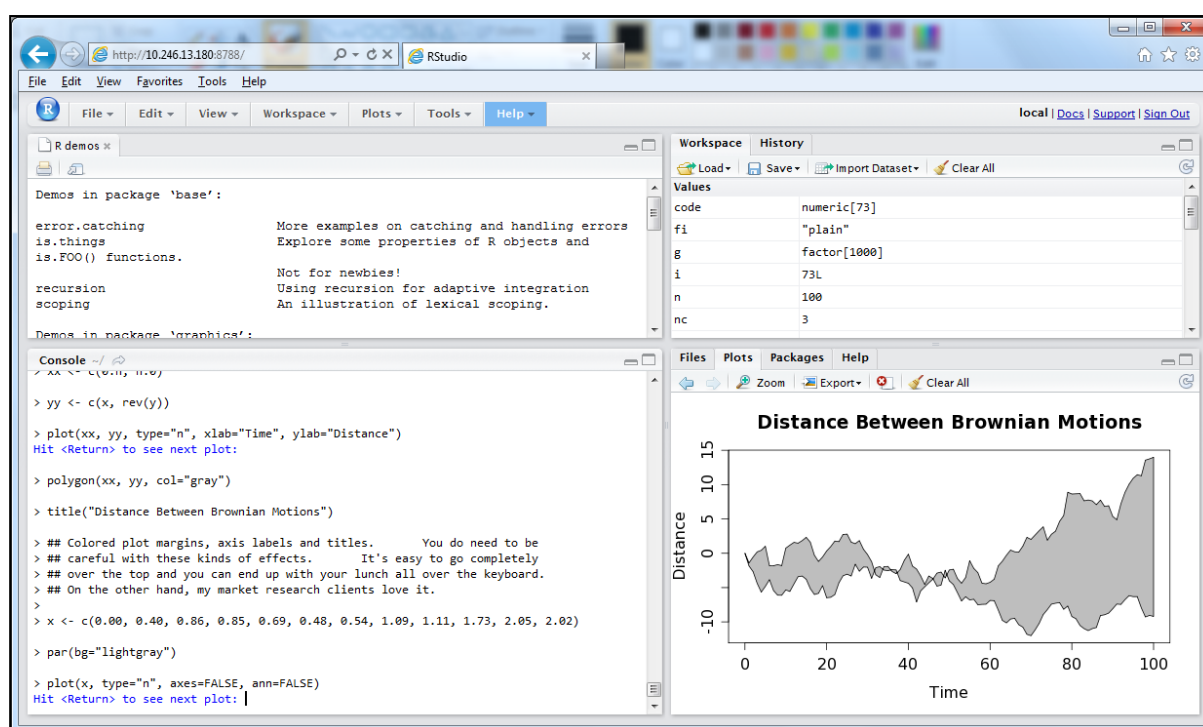 http://10.246.13.180:8788/
RStudio
File Edit View Favorites Tools Help
R File Edit View Workspace Plots Tools Help
local | Docs | Support | Sign Out
R demos
Demos in package ‘base’:
error.catching More examples on catching and handling errors
is.things Explore some properties of R objects and
is.FOO() functions.
Not for newbies!
recursion Using recursion for adaptive integration
scoping An illustration of lexical scoping.
Demos in package ‘graphics’:
Workspace History
Load Save Import Dataset Clear All
Values
code numeric[73]
fi "plain"
g factor[1000]
i 73L
n 100
nc 3
Console ~/
> xx <- c(0:n, n:0)
> yy <- c(x, rev(y))
> plot(xx, yy, type="n", xlab="Time", ylab="Distance")
Hit <Return> to see next plot:
> polygon(xx, yy, col="gray")
> title("Distance Between Brownian Motions")
> ## Colored plot margins, axis labels and titles. You do need to be
> ## careful with these kinds of effects. It's easy to go completely
> ## over the top and you can end up with your lunch all over the keyboard.
> ## On the other hand, my market research clients love it.
>
> x <- c(0.00, 0.40, 0.86, 0.85, 0.69, 0.48, 0.54, 1.09, 1.11, 1.73, 2.05, 2.02)
> par(bg="lightgray")
> plot(x, type="n", axes=FALSE, ann=FALSE)
Hit <Return> to see next plot:
Files Plots Packages Help
Zoom Export Clear All
Distance Between Brownian Motions
Distance
15
10
5
0
-10
0 20 40 60 80 100
Time